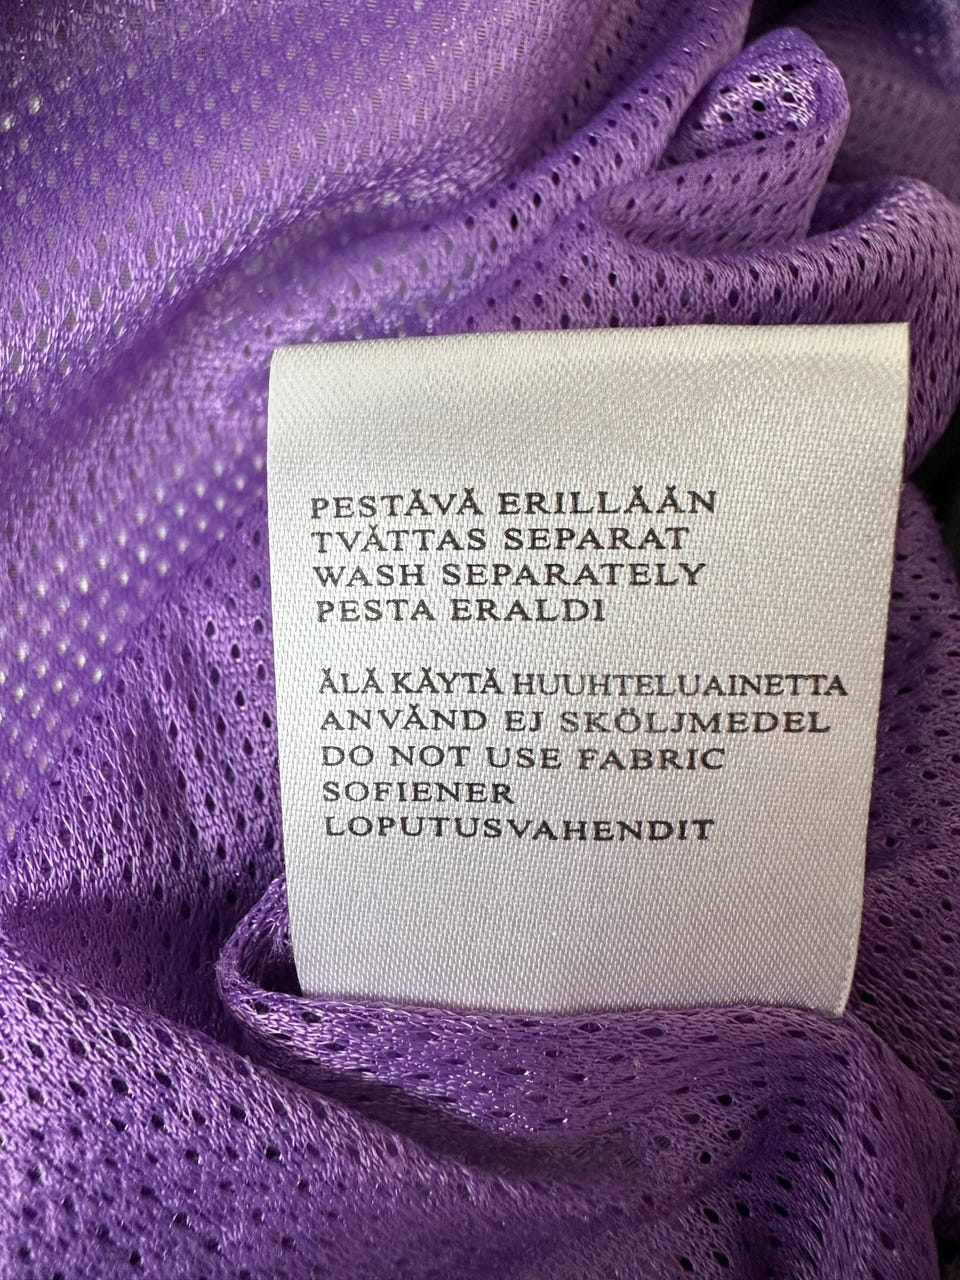 PESTÄVÄ ERILLÄÄN
TVÄTTAS SEPARAT
WASH SEPARATELY
PESTA ERALDI
ÄLÄ KÄYTÄ HUUHTELUAINETTA
ANVÄND EJ SKÖLJMEDEL
DO NOT USE FABRIC
SOFIENER
LOPUTUSVAHENDIT